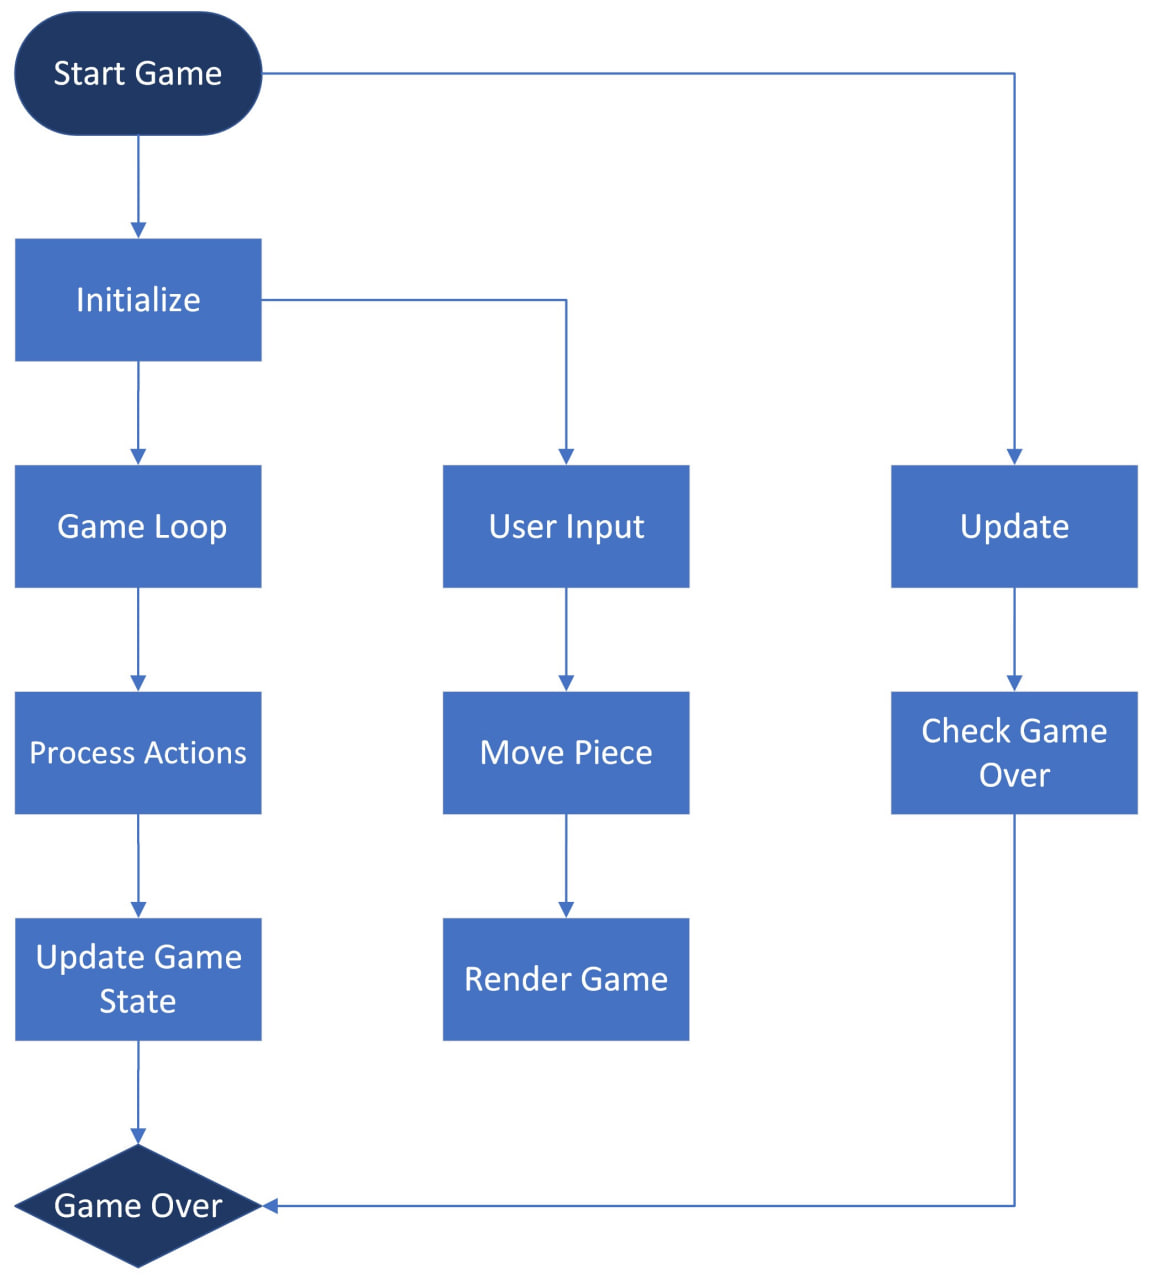 Start Game
Initialize
Game Loop
User Input
Update
Process Actions
Move Piece
Check Game
Over
Update Game
State
Render Game
Game Over